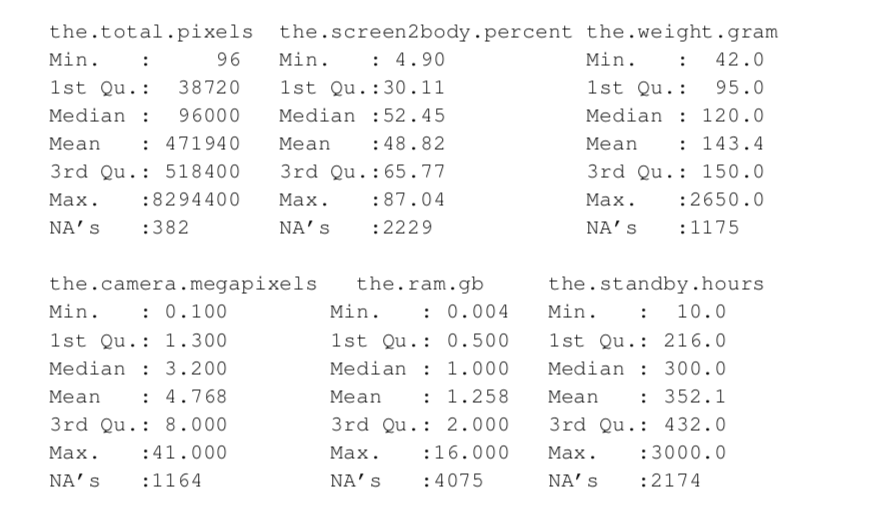 the.total.pixels the.screen2body.percent the.weight.gram
Min. : 96 Min. : 4.90 Min. : 42.0
1st Qu.: 38720 1st Qu.:30.11 1st Qu.: 95.0
Median : 96000 Median :52.45 Median : 120.0
Mean : 471940 Mean :48.82 Mean : 143.4
3rd Qu.: 518400 3rd Qu.:65.77 3rd Qu.: 150.0
Max. :8294400 Max. :87.04 Max. :2650.0
NA's :382 NA's :2229 NA's :1175
the.camera.megapixels the.ram.gb the.standby.hours
Min. : 0.100 Min. : 0.004 Min. : 10.0
1st Qu.: 1.300 1st Qu.: 0.500 1st Qu.: 216.0
Median : 3.200 Median : 1.000 Median : 300.0
Mean : 4.768 Mean : 1.258 Mean : 352.1
3rd Qu.: 8.000 3rd Qu.: 2.000 3rd Qu.: 432.0
Max. :41.000 Max. :16.000 Max. :3000.0
NA's :1164 NA's :4075 NA's :2174